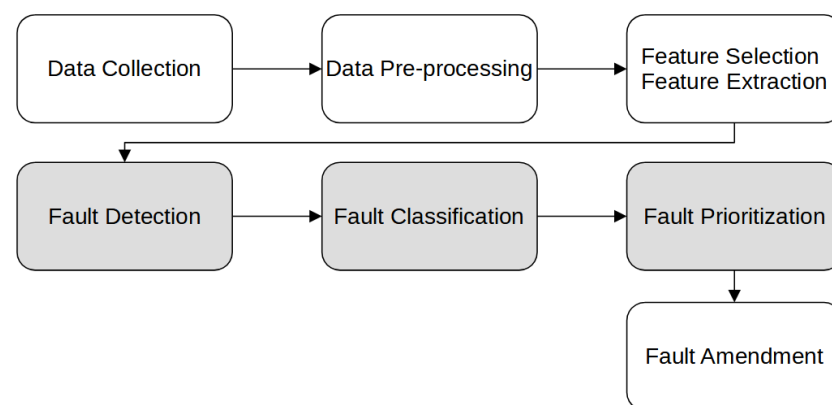 Data Collection
Data Pre-processing
Feature Selection
Feature Extraction
Fault Detection
Fault Classification
Fault Prioritization
Fault Amendment